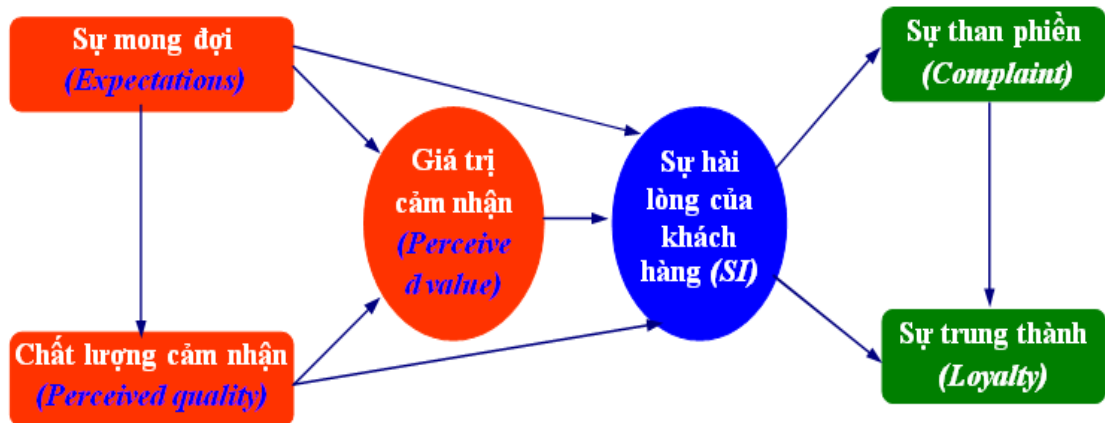 Sự mong đợi
(Expectations)
Sự than phiền
(Complaint)
Giá trị
cảm nhận
(Perceive
d value)
Sự hài
lòng của
khách
hàng (SI)
Chất lượng cảm nhận
(Perceived quality)
Sự trung thành
(Loyalty)